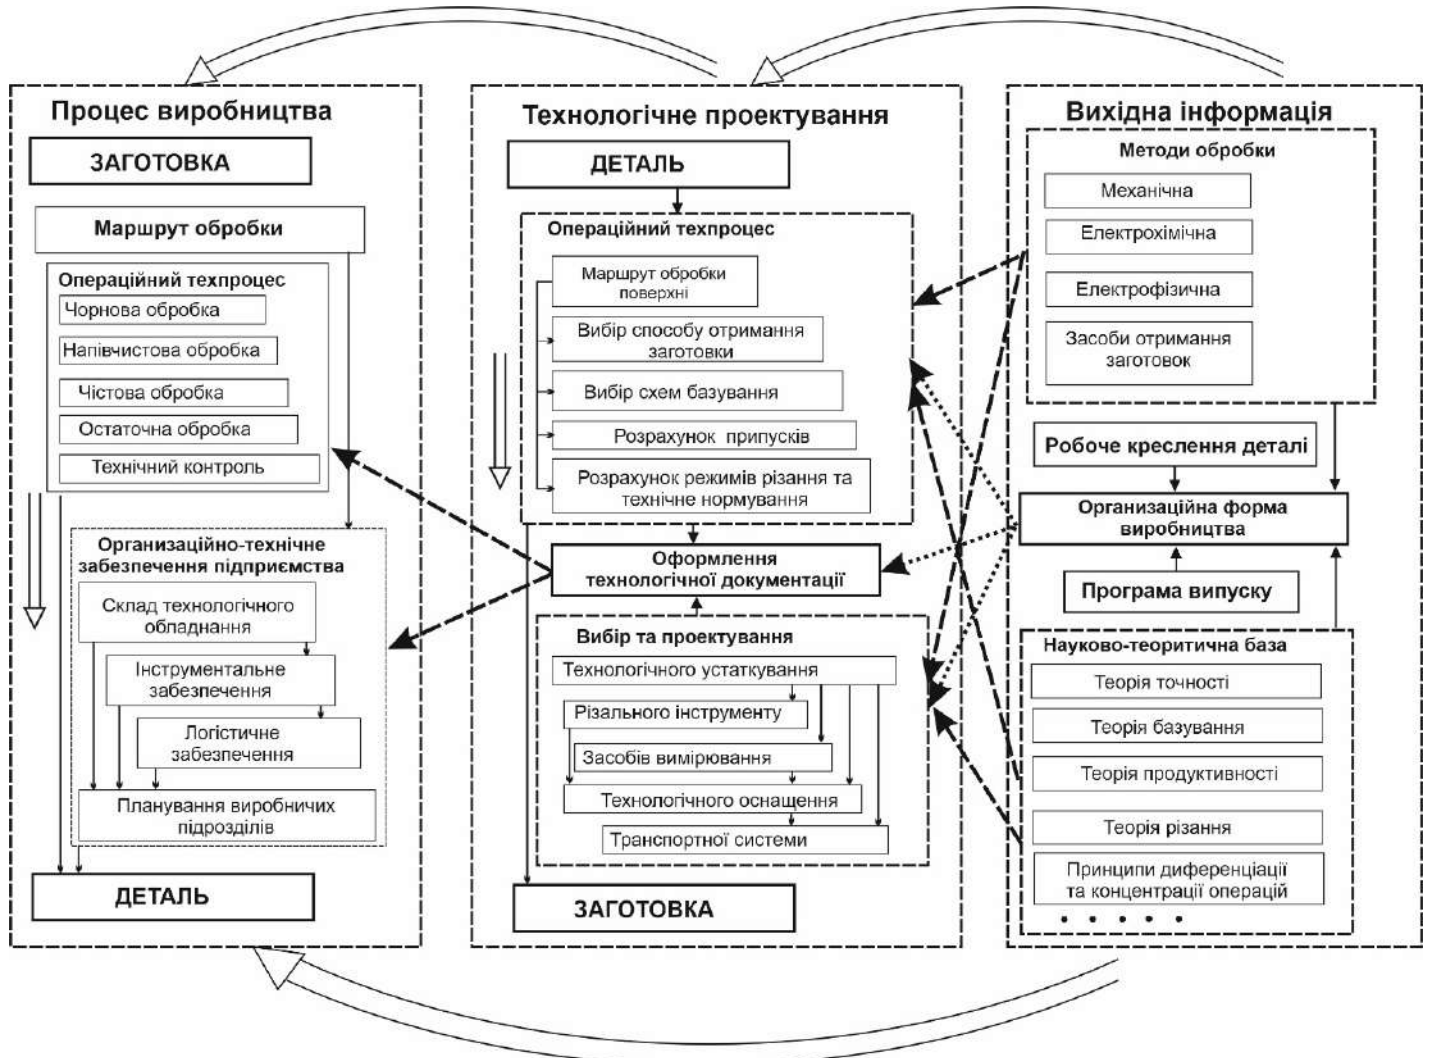 Процес виробництва
ЗАГОТОВКА
Маршрут обробки
Операційний техпроцес
Чорнова обробка
Напівчистова обробка
Чістова обробка
Остаточна обробка
Технічний контроль
Организаційно-технічне
забезпечення підприємства
Склад технологічного
обладнання
Інструментальне
забезпечення
Логістичне
забезпечення
Планування виробничих
підрозділів
ДЕТАЛЬ
Технологічне проектування
ДЕТАЛЬ
Операційний техпроцес
Маршрут обробки
поверхні
Вибір способу отримання
заготовки
Вибір схем базування
Розрахунок припусків
Розрахунок режимів різання та
технічне нормування
Оформлення
технологічної документації
Вибір та проектування
Технологічного устаткування
Різального інструменту
Засобів вимірювання
Технологічного оснащення
Транспортної системи
ЗАГОТОВКА
Вихідна інформація
Методи обробки
Механічна
Електрохімічна
Електрофізична
Засоби отримання
заготовок
Робоче креслення деталі
Организаційна форма
виробництва
Програма випуску
Науково-теоритична база
Теорія точності
Теорія базування
Теорія продуктивності
Теорія різання
Принципи диференціації
та концентрації операцій
• • • • •